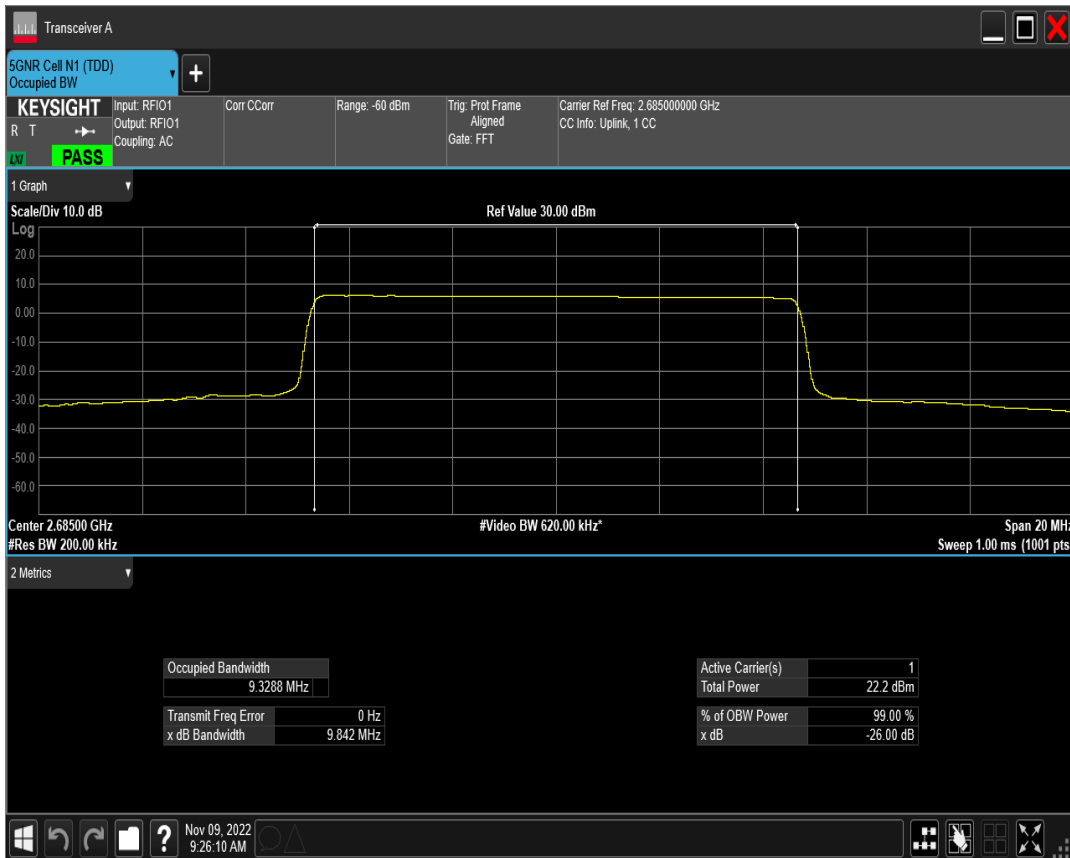 Transceiver A
5GNR Cell N1 (TDD)
Occupied BW
+
KEYSIGHT
R T
LXI
PASS
Input: RFIO1
Output: RFIO1
Coupling: AC
Corr CCorr
Range: -60 dBm
Trig: Prot Frame
Aligned
Gate: FFT
Carrier Ref Freq: 2.685000000 GHz
CC Info: Uplink, 1 CC
1 Graph
Scale/Div 10.0 dB
Ref Value 30.00 dBm
Log
20.0
10.0
0.00
-10.0
-20.0
-30.0
-40.0
-50.0
-60.0
Center 2.68500 GHz
#Video BW 620.00 kHz*
Span 20 MHz
#Res BW 200.00 kHz
Sweep 1.00 ms (1001 pts
2 Metrics
Occupied Bandwidth
9.3288 MHz
Transmit Freq Error 0 Hz
x dB Bandwidth 9.842 MHz
Active Carrier(s) 1
Total Power 22.2 dBm
% of OBW Power 99.00 %
x dB -26.00 dB
?
Nov 09, 2022
9:26:10 AM